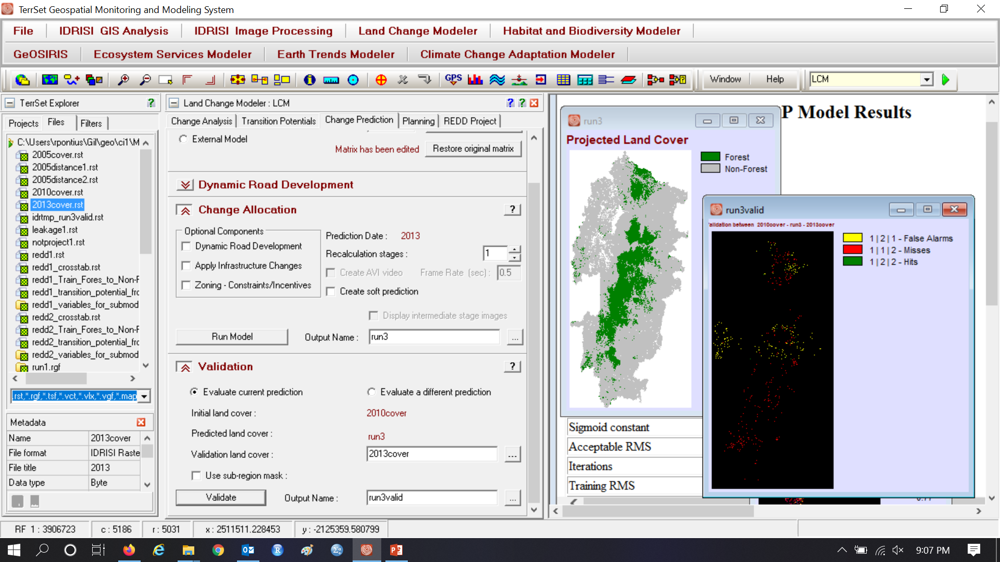 TerrSet Geospatial Monitoring and Modeling System
File
IDRISI GIS Analysis
IDRISI Image Processing
Land Change Modeler
Habitat and Biodiversity Modeler
GeOSIRIS
Ecosystem Services Modeler
Earth Trends Modeler
Climate Change Adaptation Modeler
GPS
Window
Help
LCM
TerrSet Explorer
?
Projects
Files
Filters
C:\Users\rpontius\Gil\geo\ci1\M
2005cover.rst
2005distance1.rst
2005distance2.rst
2010cover.rst
2013cover.rst
idrtmp_run3valid.rst
leakage1.rst
notproject1.rst
redd1.rst
redd1_crosstab.rst
redd1_Train_Fores_to_Non-F
redd1_transition_potential_frc
redd1_variables_for_submod
redd2_crosstab.rst
redd2_Train_Fores_to_Non-F
redd2_transition_potential_frc
redd2_variables_for_submod
run1.rgf
.rst,*.rgf,*.tsf,*.vct,*.vlx,*.vgf,*.map
Metadata
Name 2013cover
File format IDRISI Raste
File title 2013
Data type Byte
Land Change Modeler : LCM
? ?
Change Analysis
Transition Potentials
Change Prediction
Planning
REDD Project
External Model
Matrix has been edited
Restore original matrix
Dynamic Road Development
Change Allocation
?
Optional Components
Dynamic Road Development
Apply Infrastructure Changes
Zoning - Constraints/Incentives
Prediction Date : 2013
Recalculation stages : 1
Create AVI video Frame Rate (sec) : 0.5
Create soft prediction
Display intermediate stage images
Run Model
Output Name : run3
...
Validation
?
Evaluate current prediction
Evaluate a different prediction
Initial land cover : 2010cover
Predicted land cover : run3
Validation land cover : 2013cover
...
Use sub-region mask :
Validate
Output Name : run3valid
...
P Model Results
run3
Projected Land Cover
Forest
Non-Forest
run3valid
alidation between 2010cover - run3 - 2013cover
1 | 2 | 1 - False Alarms
1 | 1 | 2 - Misses
1 | 2 | 2 - Hits
Sigmoid constant
Acceptable RMS
Iterations
Training RMS
RF 1 : 3906723
c : 5186
r : 5031
x : 2511511.228453
y : -2125359.580799
9:07 PM